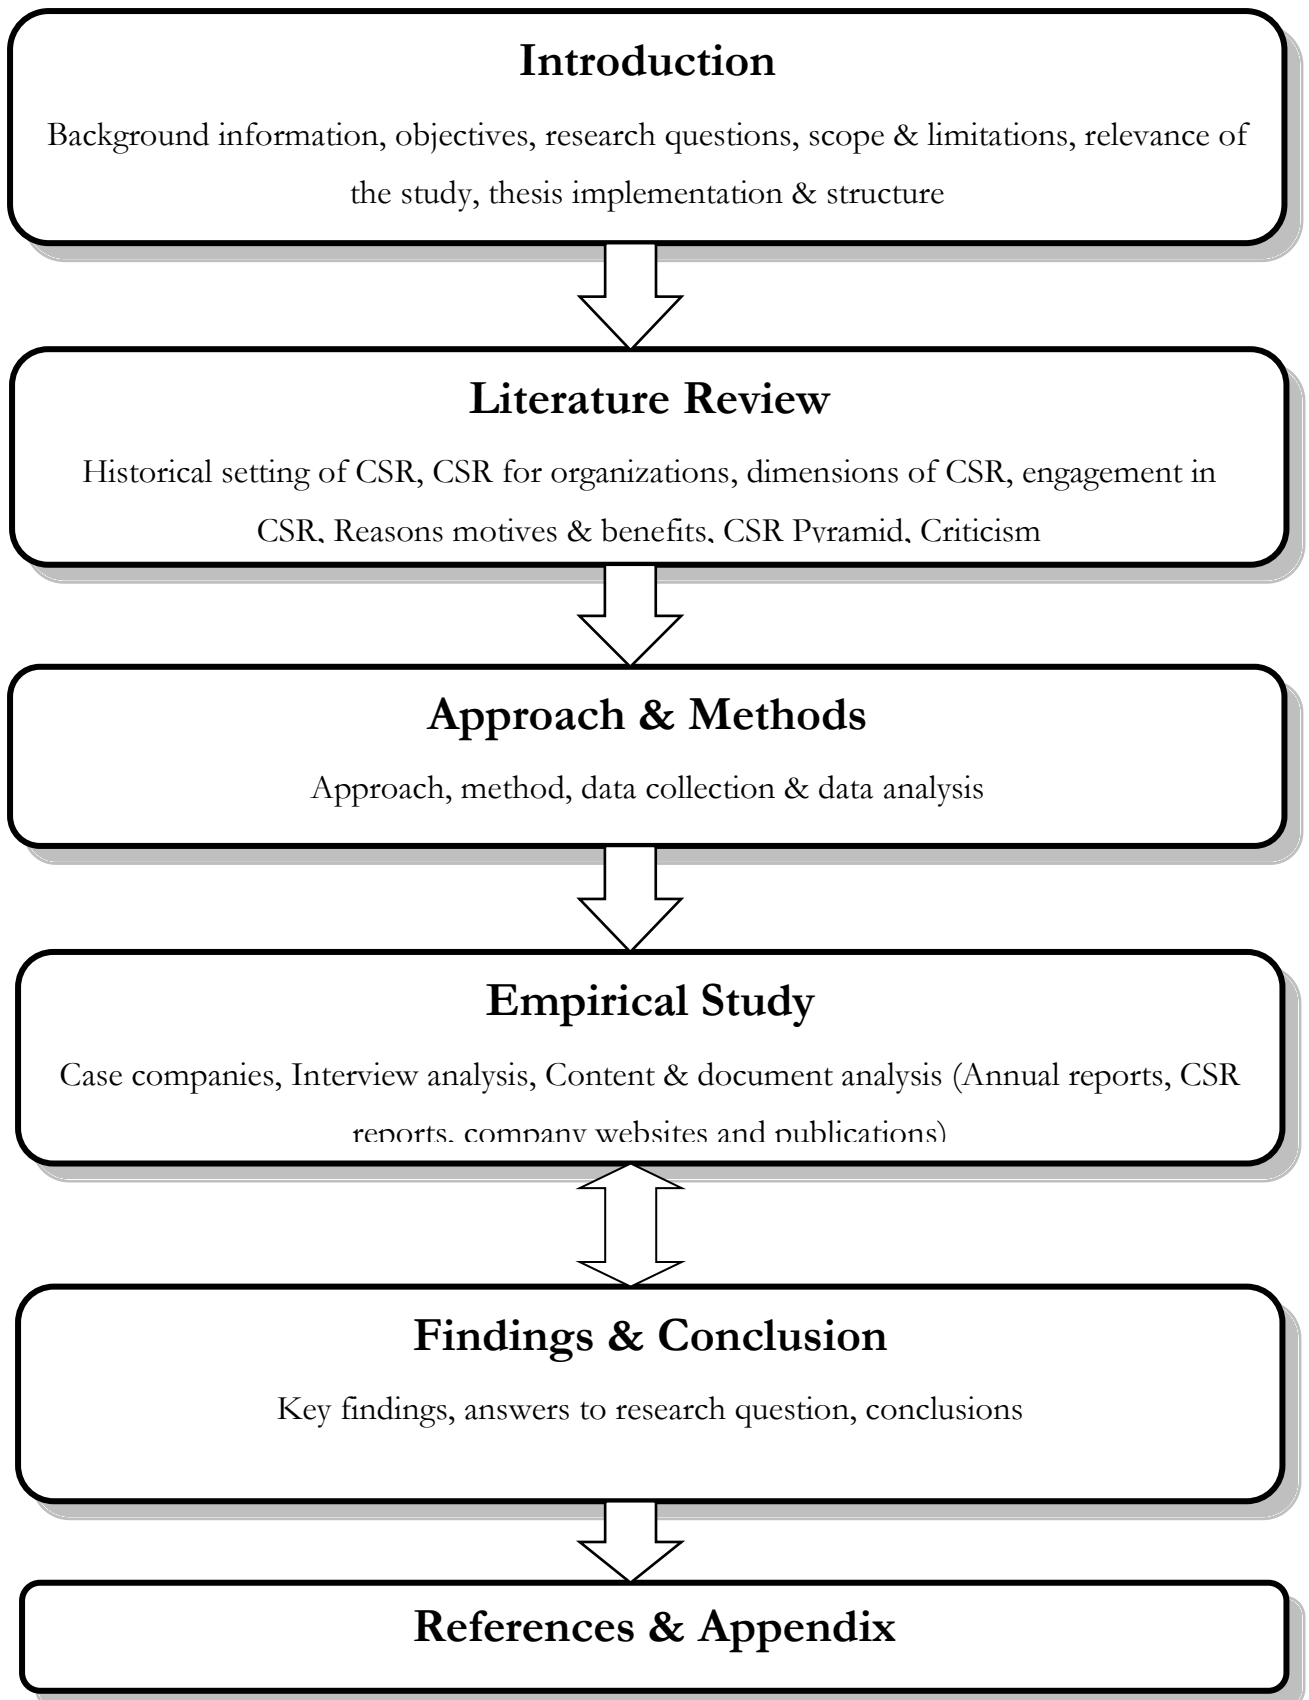 Introduction
Background information, objectives, research questions, scope & limitations, relevance of
the study, thesis implementation & structure
Literature Review
Historical setting of CSR, CSR for organizations, dimensions of CSR, engagement in
CSR, Reasons motives & benefits, CSR Pyramid, Criticism
Approach & Methods
Approach, method, data collection & data analysis
Empirical Study
Case companies, Interview analysis, Content & document analysis (Annual reports, CSR
reports, company websites and publications)
Findings & Conclusion
Key findings, answers to research question, conclusions
References & Appendix